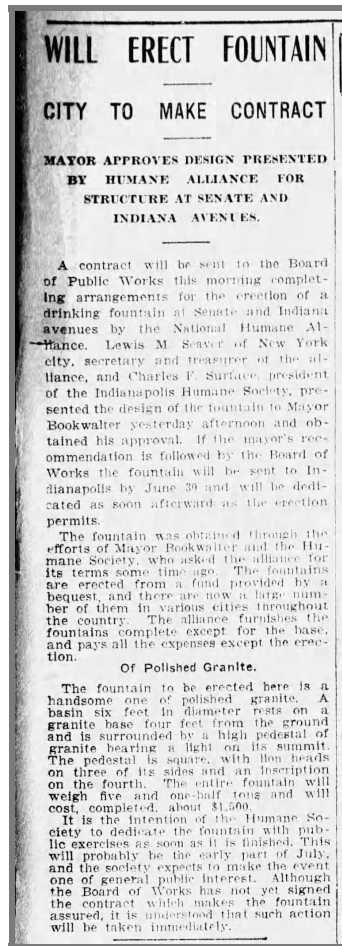 WILL ERECT FOUNTAIN
CITY TO MAKE CONTRACT
MAYOR APPROVES DESIGN PRESENTED
BY HUMANE ALLIANCE FOR
STRUCTURE AT SENATE AND
INDIANA AVENUES.
A contract will be sent to the Board
of Public Works this morning complet-
ing arrangements for the erection of a
drinking fountain at Senate and Indiana
avenues by the National Humane Al-
liance. Lewis M. Seaver of New York
city, secretary and treasurer of the al-
liance, and Charles F. Surface, president
of the Indianapolis Humane Society, pre-
sented the design of the fountain to Mayor
Bookwalter yesterday afternoon and ob-
tained his approval. If the mayor's rec-
ommendation is followed by the Board of
Works the fountain will be sent to In-
dianapolis by June 30 and will be dedi-
cated as soon afterward as the erection
permits.
The fountain was obtained through the
efforts of Mayor Bookwalter and the Hu-
mane Society, who asked the alliance for
its terms some time ago. The fountains
are erected from a fund provided by a
bequest, and there are now a large num-
ber of them in various cities throughout
the country. The alliance furnishes the
fountains complete except for the base,
and pays all the expenses except the erec-
tion.
Of Polished Granite.
The fountain to be erected here is a
handsome one of polished granite. A
basin six feet in diameter rests on a
granite base four feet from the ground
and is surrounded by a high pedestal of
granite bearing a light on its summit.
The pedestal is square, with lion heads
on three of its sides and an inscription
on the fourth. The entire fountain will
weigh five and one-half tons and will
cost, completed, about $1,500.
It is the intention of the Humane So-
ciety to dedicate the fountain with pub-
lic exercises as soon as it is finished. This
will probably be the early part of July,
and the society expects to make the event
one of general public interest. Although
the Board of Works has not yet signed
the contract which makes the fountain
assured, it is understood that such action
will be taken immediately.